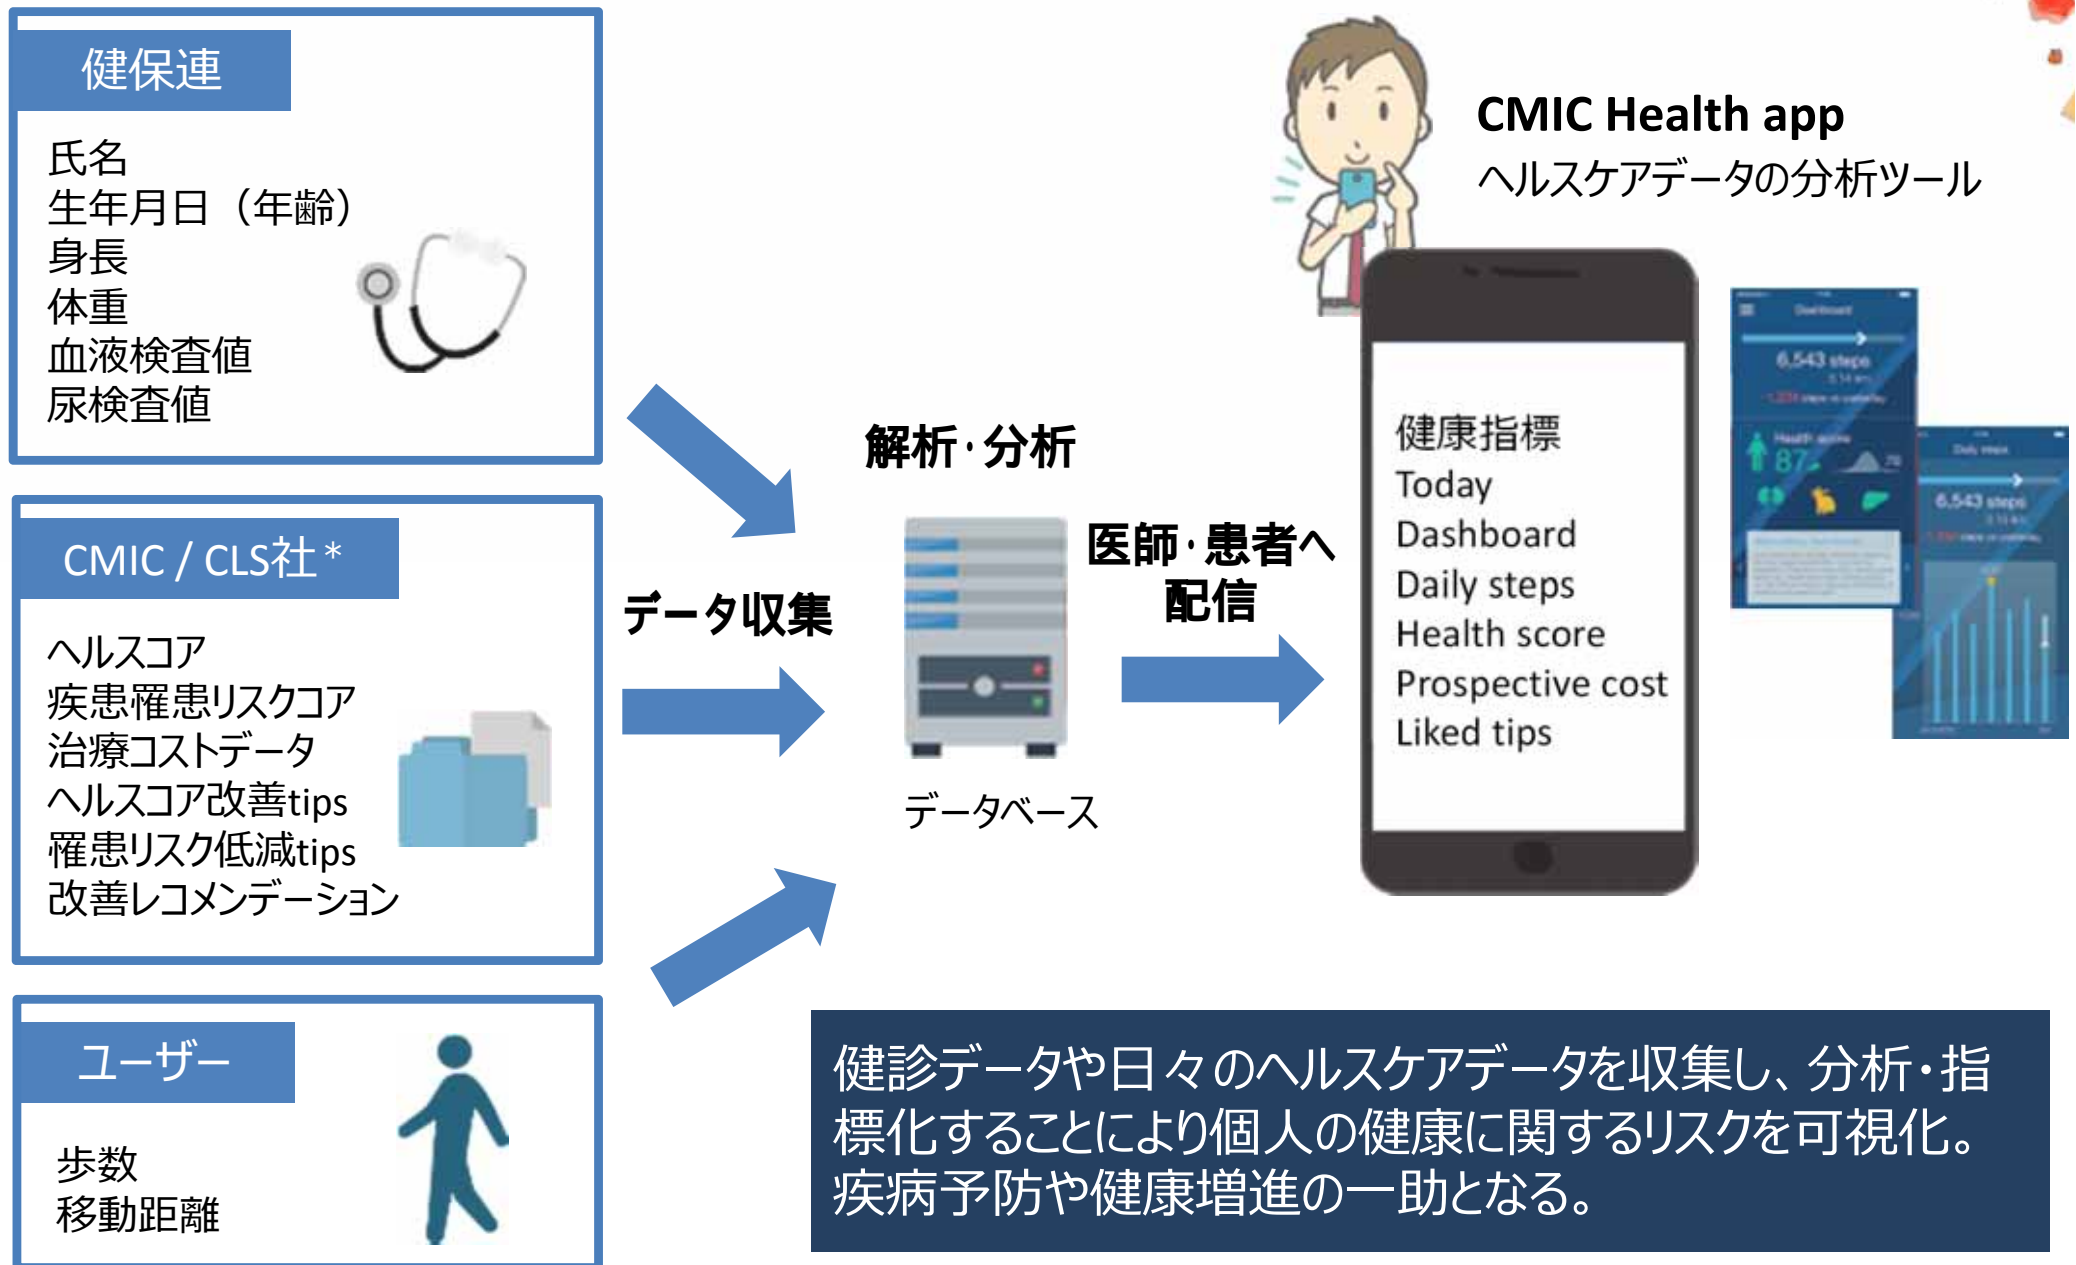 健保連
氏名
生年月日（年齢）
身長
体重
血液検査値
尿検査値
CMIC / CLS社*
ヘルスコア
疾患罹患リスクコア
治療コストデータ
ヘルスコア改善tips
罹患リスク低減tips
改善レコメンデーション
ユーザー
歩数
移動距離
データ収集
解析･分析
データベース
医師･患者へ
配信
CMIC Health app
ヘルスケアデータの分析ツール
健康指標
Today
Dashboard
Daily steps
Health score
Prospective cost
Liked tips
Dashboard
6,543 steps
Health score
87
Daily steps
6,543 steps
健診データや日々のヘルスケアデータを収集し、分析・指
標化することにより個人の健康に関するリスクを可視化。
疾病予防や健康増進の一助となる。